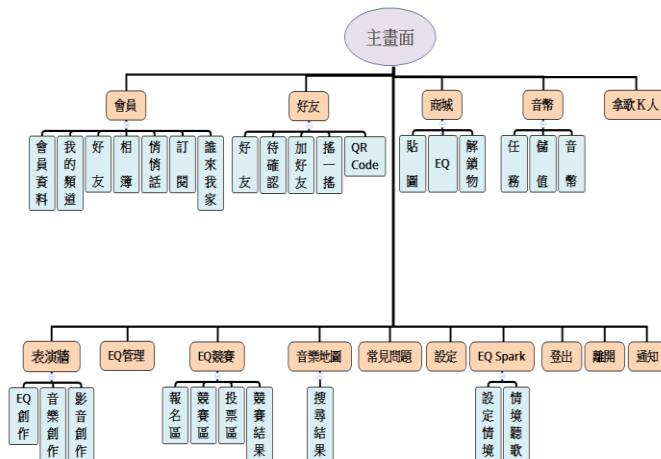 主畫面
會員
好友
商城
音幣
拿歌K人
會員資料
我的頻道
好友
相簿
悄悄話
訂閱
誰來我家
好友
待確認
加好友
搖一搖
QR Code
貼圖
EQ
解鎖物
任務
儲值
音幣
表演牆
EQ管理
EQ競賽
音樂地圖
常見問題
設定
EQ Spark
登出
離開
通知
EQ創作
音樂創作
影音創作
報名區
競賽區
投票區
競賽結果
搜尋結果
設定情境
情境聽歌